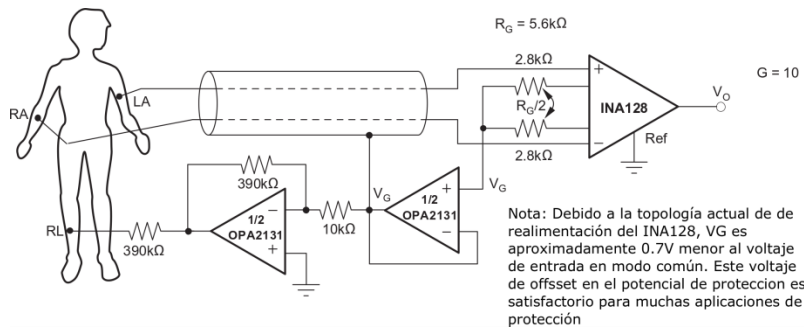 R_G = 5.6kΩ
2.8kΩ
G = 10
LA
RA
R_G/2
INA128
V_O
Ref
2.8kΩ
390kΩ
V_G
V_G
1/2
OPA2131
1/2
OPA2131
10kΩ
RL
390kΩ
+
−
+
−
−
+
Nota: Debido a la topología actual de de
realimentación del INA128, VG es
aproximadamente 0.7V menor al voltaje
de entrada en modo común. Este voltaje
de offsset en el potencial de proteccion es
satisfactorio para muchas aplicaciones de
protección